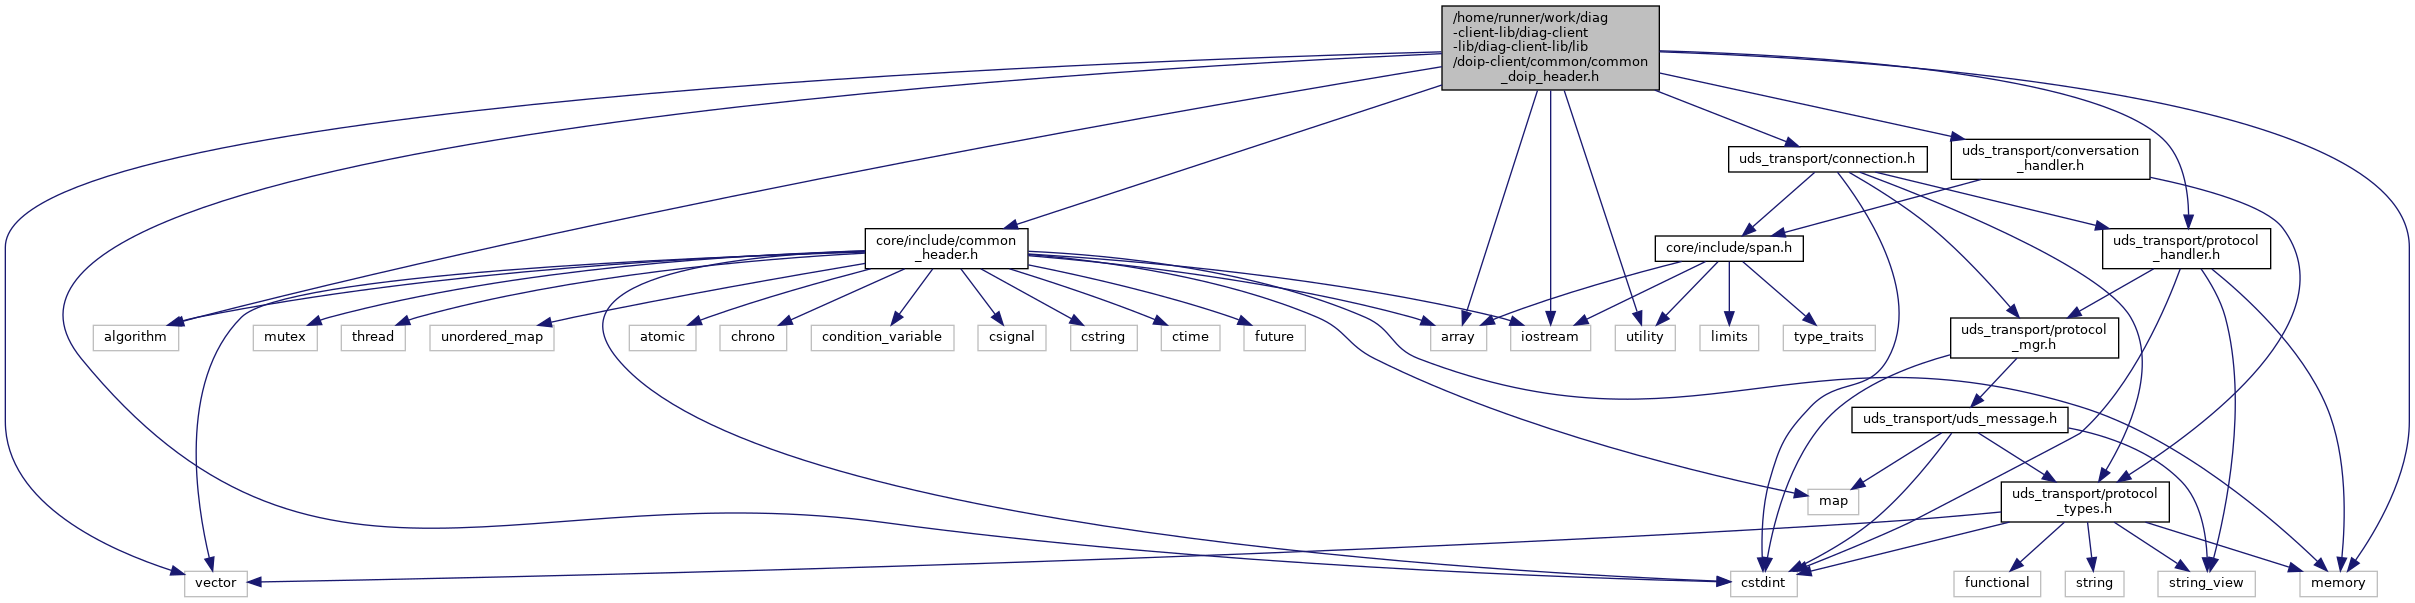 /home/runner/work/diag
-client-lib/diag-client
-lib/diag-client-lib/lib
/doip-client/common/common
_doip_header.h
uds_transport/connection.h
uds_transport/conversation
_handler.h
core/include/common
_header.h
core/include/span.h
uds_transport/protocol
_handler.h
algorithm
mutex
thread
unordered_map
atomic
chrono
condition_variable
csignal
cstring
ctime
future
array
iostream
utility
limits
type_traits
uds_transport/protocol
_mgr.h
uds_transport/uds_message.h
map
uds_transport/protocol
_types.h
vector
cstdint
functional
string
string_view
memory